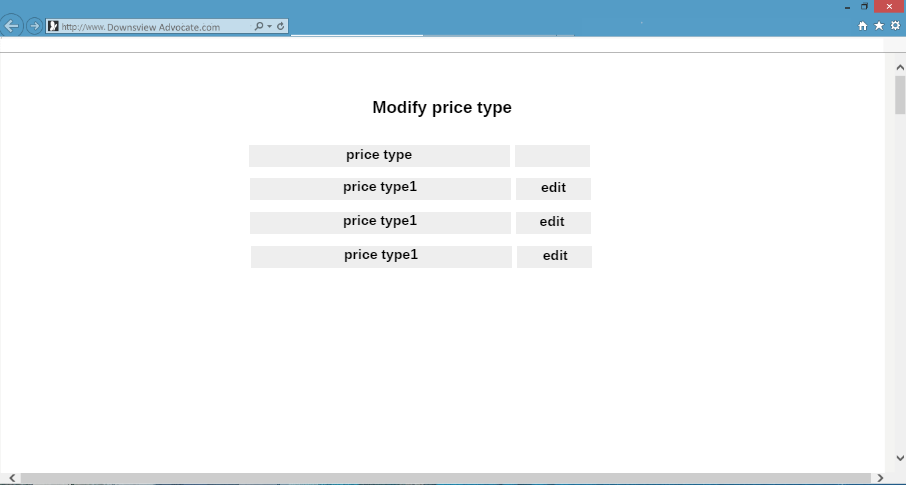 http://www. Downsview Advocate.com
Modify price type
price type
price type1 edit
price type1 edit
price type1 edit